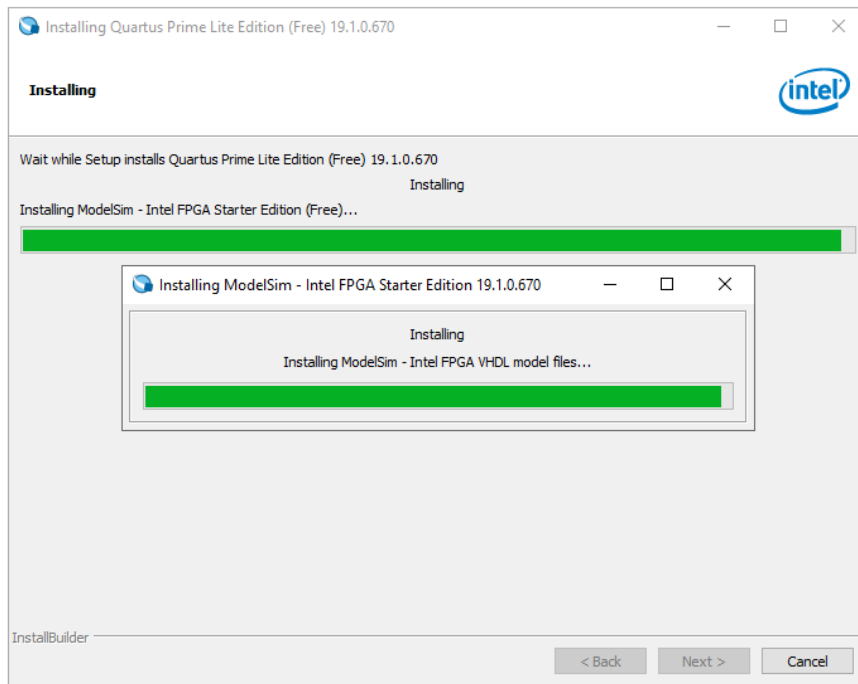 Installing Quartus Prime Lite Edition (Free) 19.1.0.670
Installing
intel
Wait while Setup installs Quartus Prime Lite Edition (Free) 19.1.0.670
Installing
Installing ModelSim - Intel FPGA Starter Edition (Free)...
Installing ModelSim - Intel FPGA Starter Edition 19.1.0.670
Installing
Installing ModelSim - Intel FPGA VHDL model files...
InstallBuilder
< Back Next > Cancel